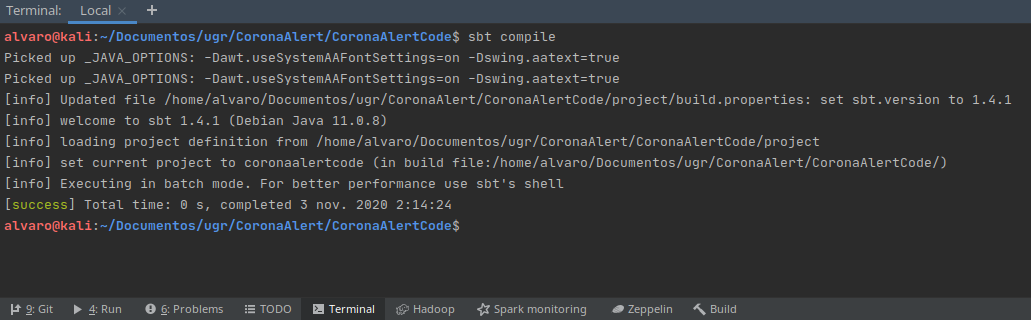 Terminal: Local × +
alvaro@kali:~/Documentos/ugr/CoronaAlert/CoronaAlertCode$ sbt compile
Picked up _JAVA_OPTIONS: -Dawt.useSystemAAFontSettings=on -Dswing.aatext=true
Picked up _JAVA_OPTIONS: -Dawt.useSystemAAFontSettings=on -Dswing.aatext=true
[info] Updated file /home/alvaro/Documentos/ugr/CoronaAlert/CoronaAlertCode/project/build.properties: set sbt.version to 1.4.1
[info] welcome to sbt 1.4.1 (Debian Java 11.0.8)
[info] loading project definition from /home/alvaro/Documentos/ugr/CoronaAlert/CoronaAlertCode/project
[info] set current project to coronaalertcode (in build file:/home/alvaro/Documentos/ugr/CoronaAlert/CoronaAlertCode/)
[info] Executing in batch mode. For better performance use sbt's shell
[success] Total time: 0 s, completed 3 nov. 2020 2:14:24
alvaro@kali:~/Documentos/ugr/CoronaAlert/CoronaAlertCode$
9: Git 4: Run 6: Problems TODO Terminal Hadoop Spark monitoring Zeppelin Build